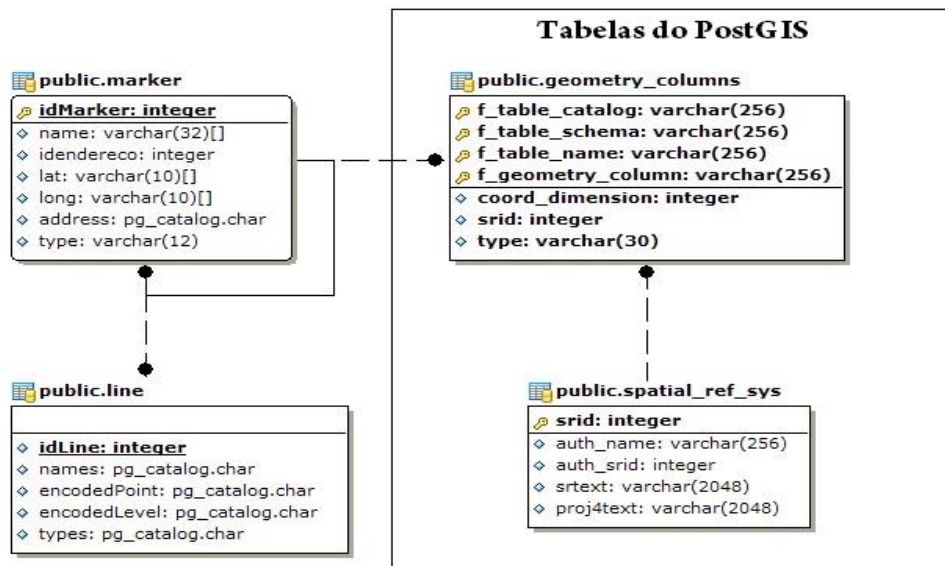 Tabelas do PostGIS
public.marker
idMarker: integer
name: varchar(32)[]
idendereco: integer
lat: varchar(10)[]
long: varchar(10)[]
address: pg_catalog.char
type: varchar(12)
public.geometry_columns
f_table_catalog: varchar(256)
f_table_schema: varchar(256)
f_table_name: varchar(256)
f_geometry_column: varchar(256)
coord_dimension: integer
srid: integer
type: varchar(30)
public.line
idLine: integer
names: pg_catalog.char
encodedPoint: pg_catalog.char
encodedLevel: pg_catalog.char
types: pg_catalog.char
public.spatial_ref_sys
srid: integer
auth_name: varchar(256)
auth_srid: integer
srtext: varchar(2048)
proj4text: varchar(2048)